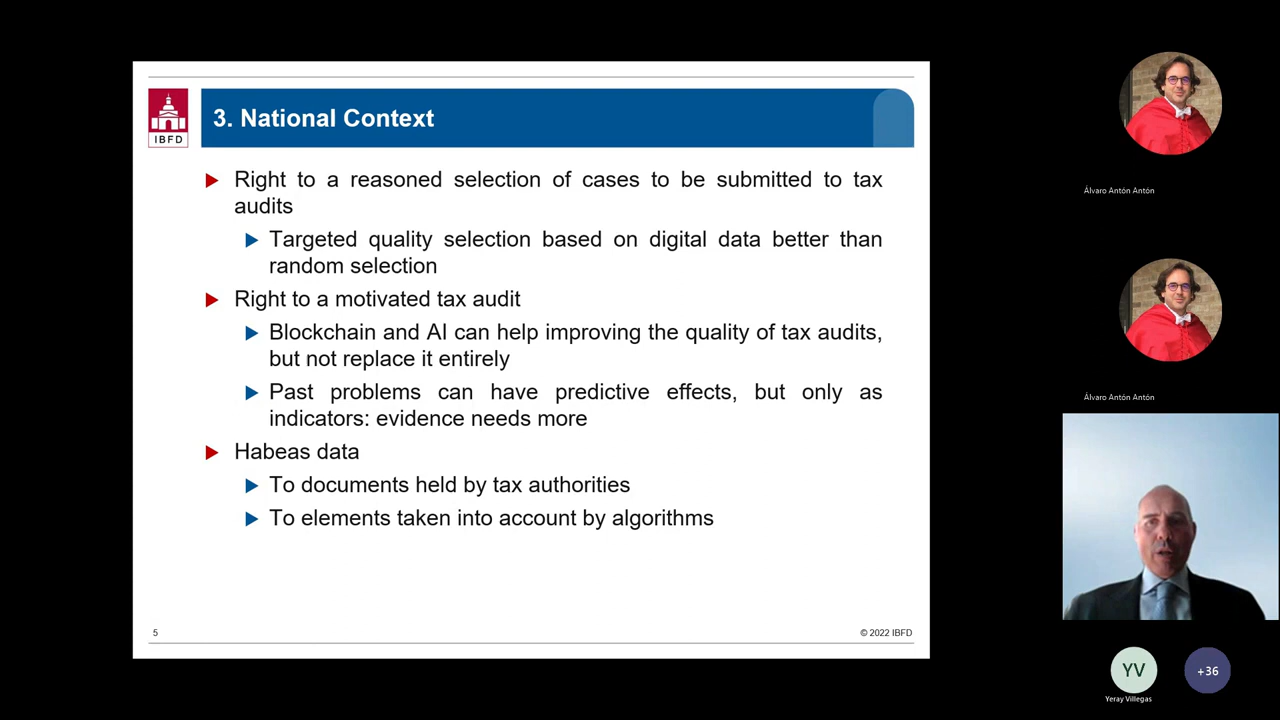 IBFD
3. National Context
Right to a reasoned selection of cases to be submitted to tax
audits
Targeted quality selection based on digital data better than
random selection
Right to a motivated tax audit
Blockchain and AI can help improving the quality of tax audits,
but not replace it entirely
Past problems can have predictive effects, but only as
indicators: evidence needs more
Habeas data
To documents held by tax authorities
To elements taken into account by algorithms
5
© 2022 IBFD
Álvaro Antón Antón
Álvaro Antón Antón
YV
+36
Yeray Villegas